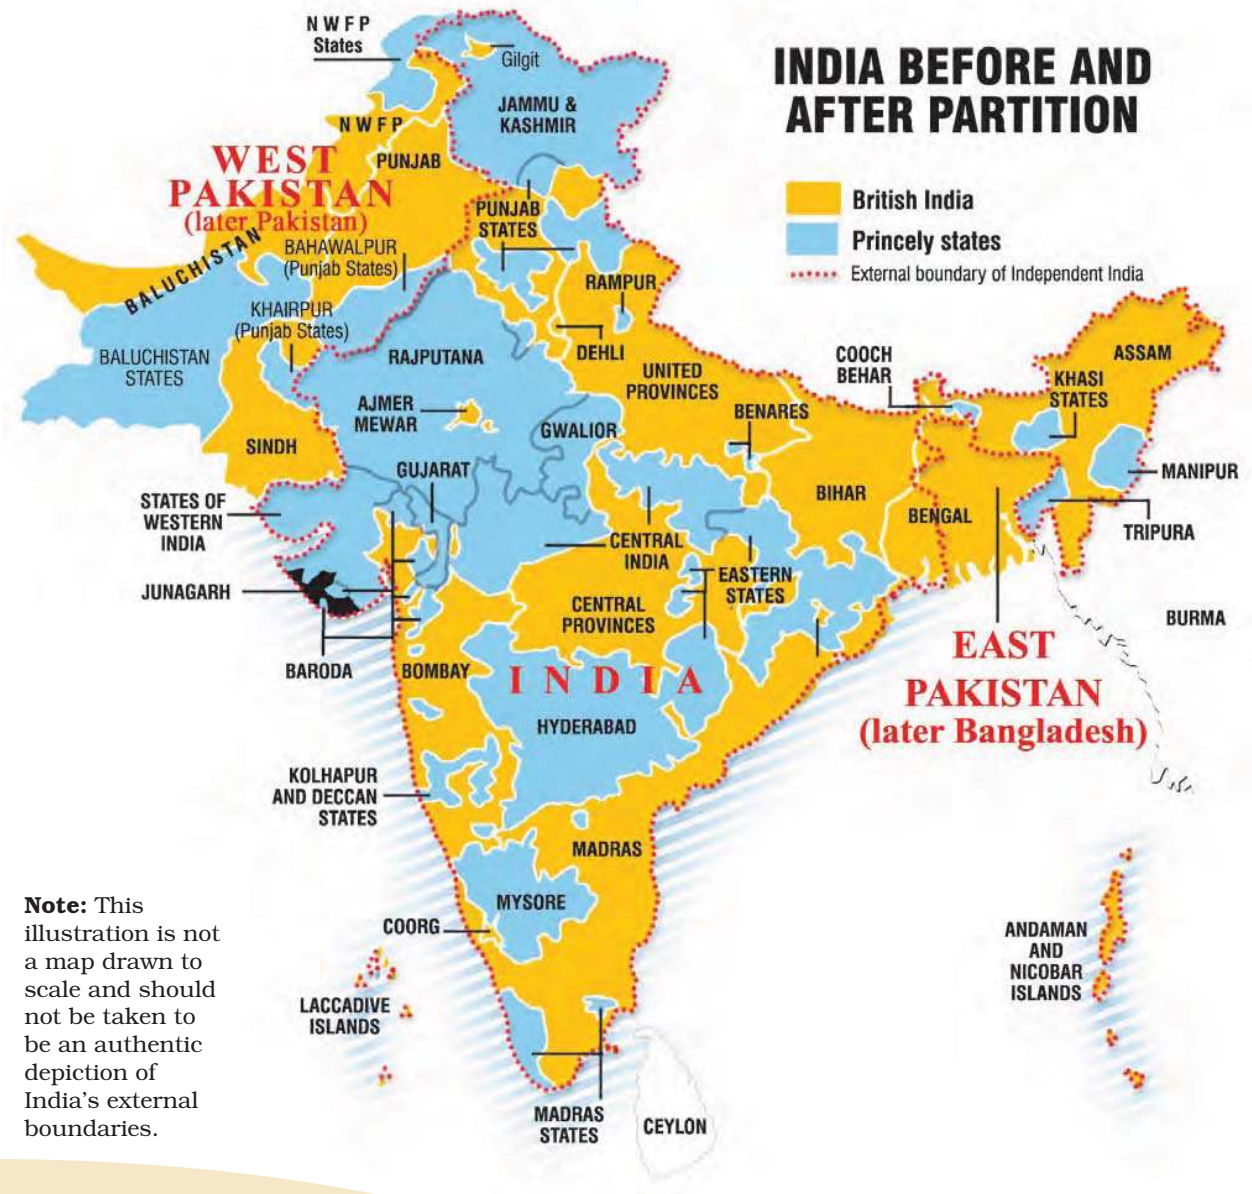 INDIA BEFORE AND
AFTER PARTITION
British India
Princely states
External boundary of Independent India
N W F P
States
Gilgit
JAMMU &
KASHMIR
N W F P
WEST
PAKISTAN
(later Pakistan)
PUNJAB
PUNJAB
STATES
BALUCHISTAN
BAHAWALPUR
(Punjab States)
RAMPUR
KHAIRPUR
(Punjab States)
BALUCHISTAN
STATES
RAJPUTANA
DEHLI
UNITED
PROVINCES
COOCH
BEHAR
ASSAM
KHASI
STATES
AJMER
MEWAR
GWALIOR
BENARES
SINDH
GUJARAT
MANIPUR
STATES OF
WESTERN
INDIA
BIHAR
BENGAL
TRIPURA
CENTRAL
INDIA
JUNAGARH
EASTERN
STATES
CENTRAL
PROVINCES
BURMA
BARODA
BOMBAY
I N D I A
EAST
PAKISTAN
(later Bangladesh)
HYDERABAD
KOLHAPUR
AND DECCAN
STATES
MADRAS
MYSORE
COORG
ANDAMAN
AND
NICOBAR
ISLANDS
LACCADIVE
ISLANDS
MADRAS
STATES
CEYLON
Note: This
illustration is not
a map drawn to
scale and should
not be taken to
be an authentic
depiction of
India's external
boundaries.